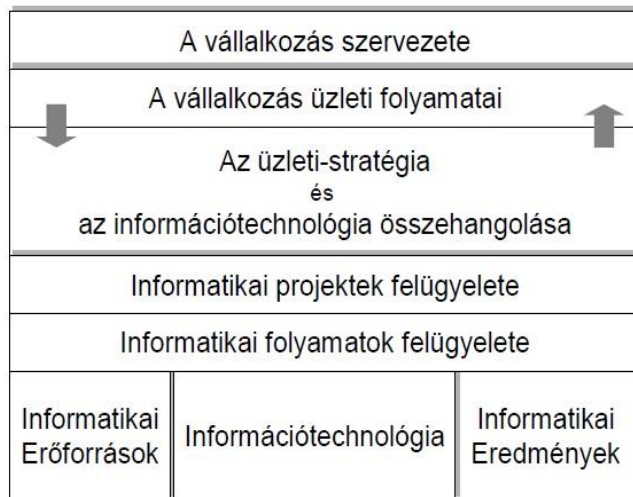 A vállalkozás szervezete
A vállalkozás üzleti folyamatai
Az üzleti-stratégia
és
az információtechnológia összehangolása
Informatikai projektek felügyelete
Informatikai folyamatok felügyelete
Informatikai
Erőforrások
Információtechnológia
Informatikai
Eredmények